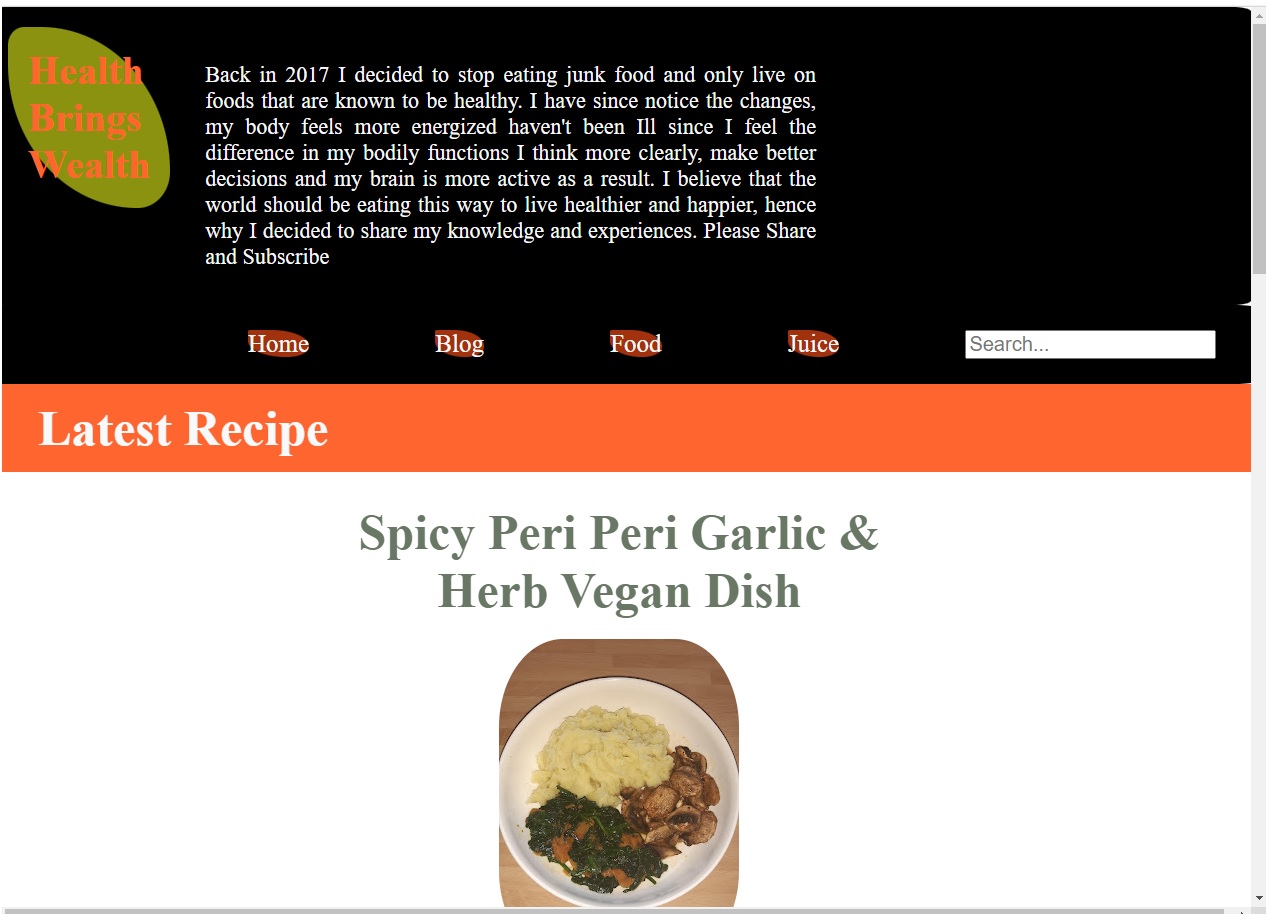 Health
Brings
Wealth
Back in 2017 I decided to stop eating junk food and only live on
foods that are known to be healthy. I have since notice the changes,
my body feels more energized haven't been Ill since I feel the
difference in my bodily functions I think more clearly, make better
decisions and my brain is more active as a result. I believe that the
world should be eating this way to live healthier and happier, hence
why I decided to share my knowledge and experiences. Please Share
and Subscribe
Home Blog Food Juice Search...
Latest Recipe
Spicy Peri Peri Garlic &
Herb Vegan Dish